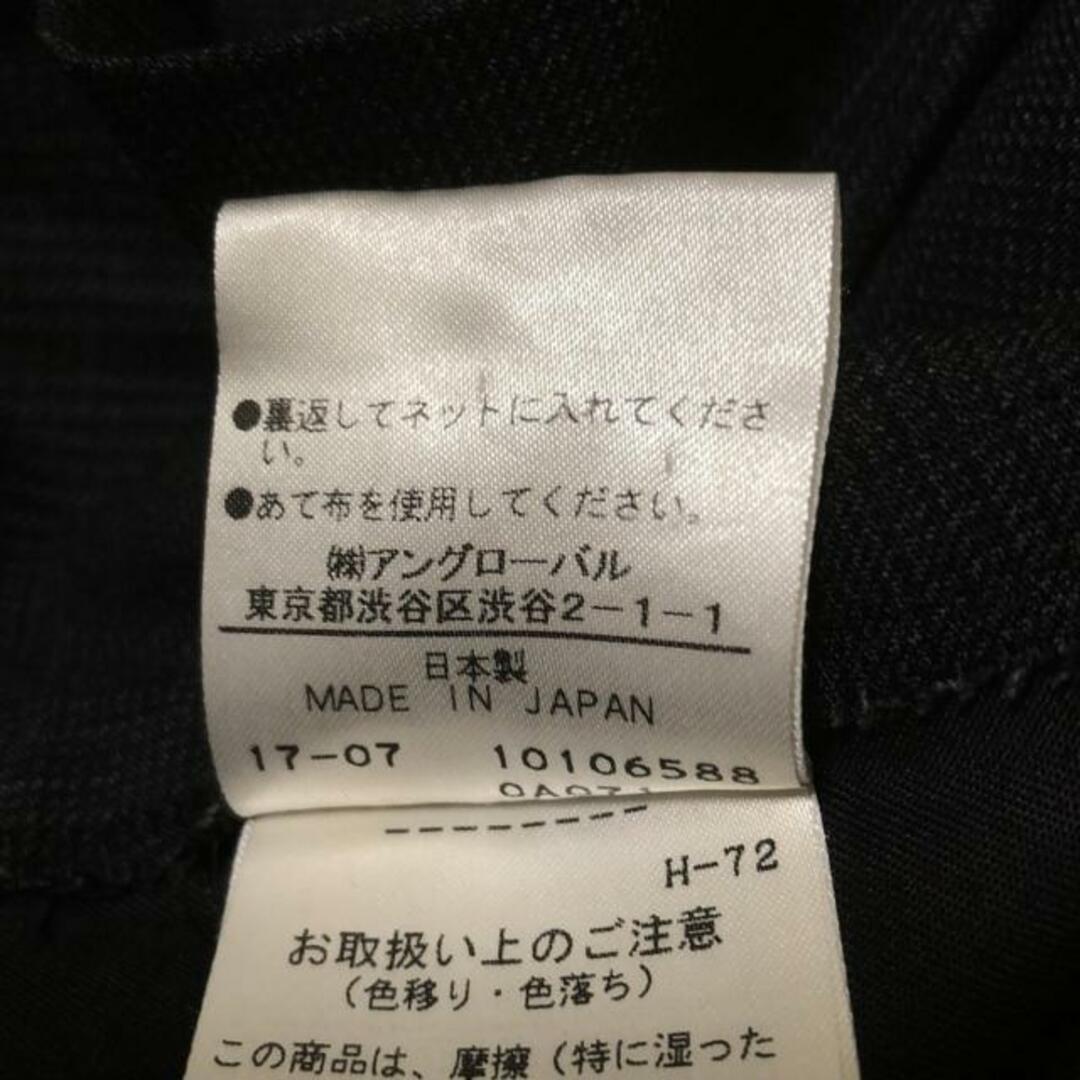 ●裏返してネットに入れてくださ
い。
●あて布を使用してください。
㈱アングローバル
東京都渋谷区渋谷2-1-1
日本製
MADE IN JAPAN
17-07 10106588
H-72
お取扱い上のご注意
(色移り・色落ち)
この商品は、摩擦(特に湿った